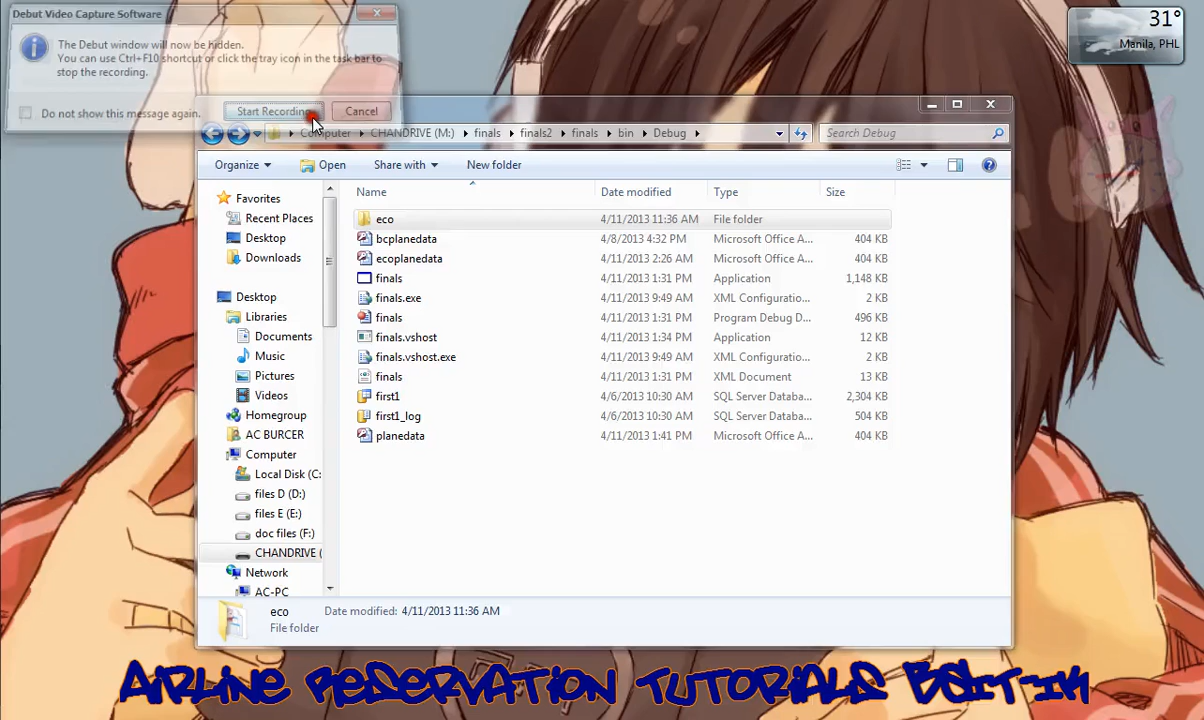 Debut Video Capture Software
The Debut window will now be hidden.
You can use Ctrl+F10 shortcut or click the tray icon in the task bar to
stop the recording.
Do not show this message again.
Start Recording
Cancel
31°
Manila, PHL
Computer CHANDRIVE (M:) finals finals2 finals bin Debug
Search Debug
Organize Open Share with New folder
Name Date modified Type Size
eco 4/11/2013 11:36 AM File folder
bcplanedata 4/8/2013 4:32 PM Microsoft Office A... 404 KB
ecoplanedata 4/11/2013 2:26 AM Microsoft Office A... 404 KB
finals 4/11/2013 1:31 PM Application 1,148 KB
finals.exe 4/11/2013 9:49 AM XML Configuratio... 2 KB
finals 4/11/2013 1:31 PM Program Debug D... 496 KB
finals.vshost 4/11/2013 1:34 PM Application 12 KB
finals.vshost.exe 4/11/2013 9:49 AM XML Configuratio... 2 KB
finals 4/11/2013 1:31 PM XML Document 13 KB
first1 4/6/2013 10:30 AM SQL Server Databa... 2,304 KB
first1_log 4/6/2013 10:30 AM SQL Server Databa... 504 KB
planedata 4/11/2013 1:41 PM Microsoft Office A... 404 KB
Favorites
Recent Places
Desktop
Downloads
Desktop
Libraries
Documents
Music
Pictures
Videos
Homegroup
AC BURCER
Computer
Local Disk (C:
files D (D:)
files E (E:)
doc files (F:)
CHANDRIVE (
Network
AC-PC
eco Date modified: 4/11/2013 11:36 AM
File folder
AIRLINE RESERVATION TUTORIALS BSIT-1K